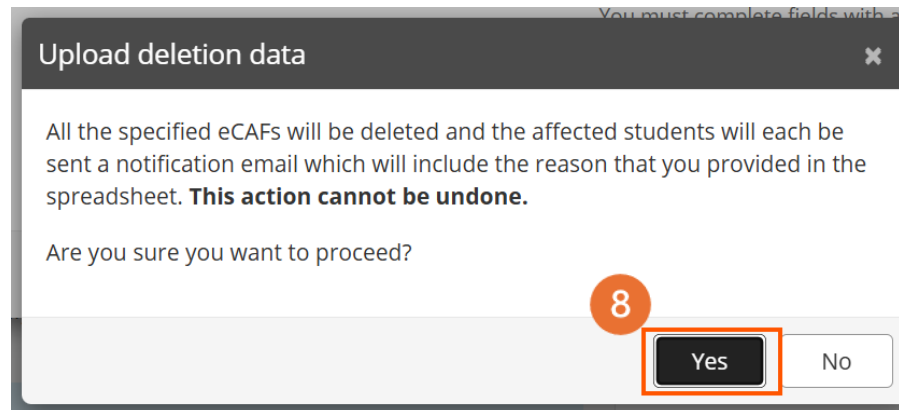 You must complete fields with a
Upload deletion data
All the specified eCAFs will be deleted and the affected students will each be
sent a notification email which will include the reason that you provided in the
spreadsheet. This action cannot be undone.
Are you sure you want to proceed?
8
Yes
No